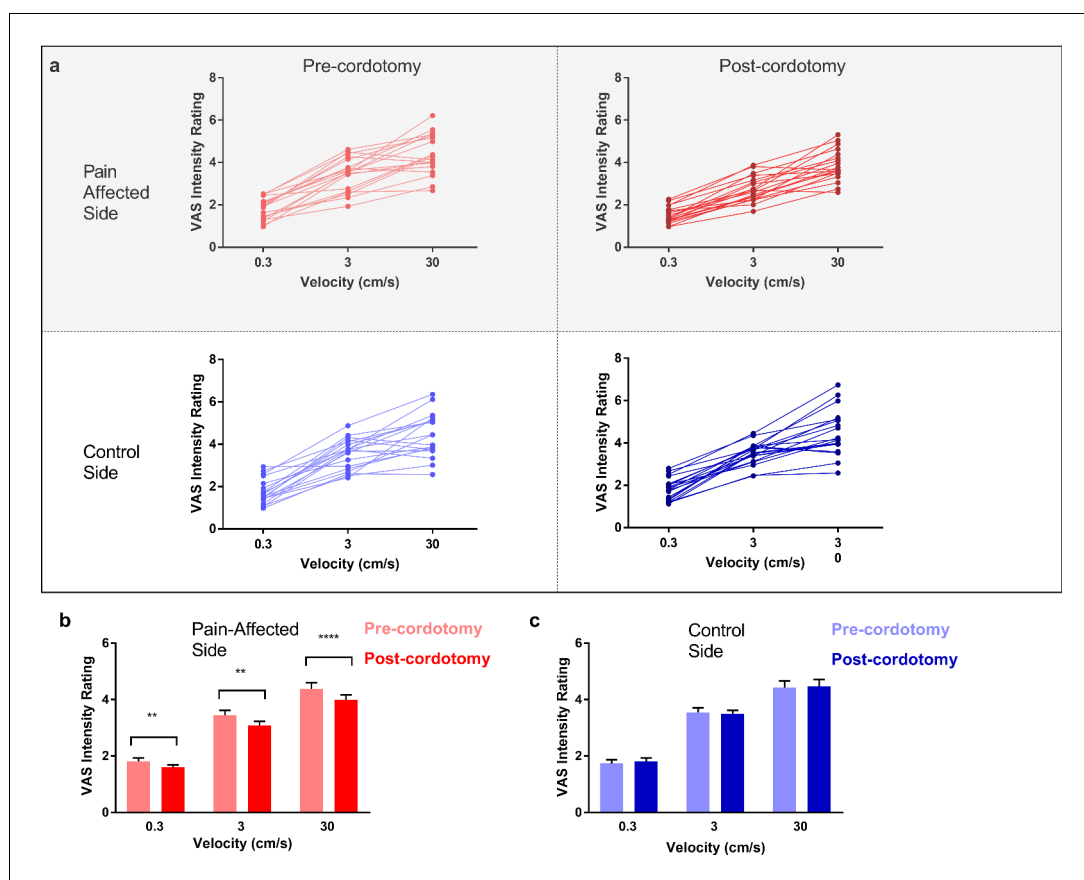 a
Pre-cordotomy
Post-cordotomy
Pain
Affected
Side
VAS Intensity Rating
8
6
4
2
0
0.3 3 30
Velocity (cm/s)
VAS Intensity Rating
8
6
4
2
0
0.3 3 30
Velocity (cm/s)
Control
Side
VAS Intensity Rating
8
6
4
2
0
0.3 3 30
Velocity (cm/s)
VAS Intensity Rating
8
6
4
2
0
0.3 3 3
0
Velocity (cm/s)
b
Pain-Affected
Side
Pre-cordotomy
Post-cordotomy
VAS Intensity Rating
6
4
2
0
**
**
****
0.3 3 30
Velocity (cm/s)
c
Control
Side
Pre-cordotomy
Post-cordotomy
VAS Intensity Rating
6
4
2
0
0.3 3 30
Velocity (cm/s)